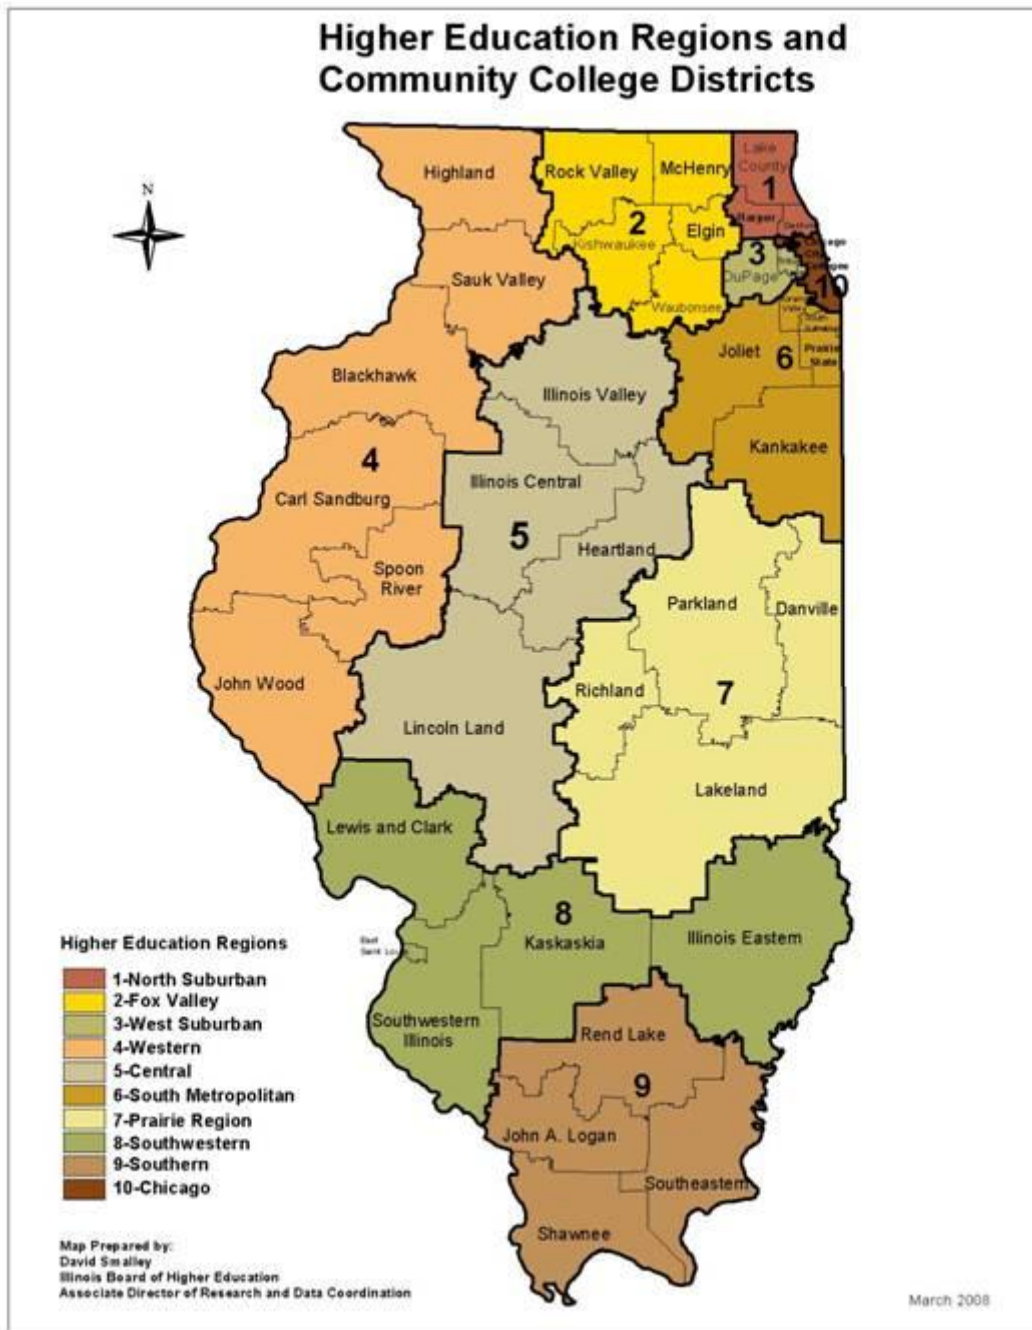 Higher Education Regions and
Community College Districts
N
Highland
Rock Valley
McHenry
Lake
County
1
Harper
2
Elgin
Kishwaukee
3
DuPage
10
Sauk Valley
Waubonsee
Joliet
6
Prairie
State
Blackhawk
Illinois Valley
Kankakee
4
Carl Sandburg
Illinois Central
5
Heartland
Spoon
River
Parkland
Danville
John Wood
Richland
7
Lincoln Land
Lakeland
Lewis and Clark
8
Kaskaskia
Illinois Eastern
East
Southwestern
Illinois
Rend Lake
9
John A. Logan
Southeastern
Shawnee
Higher Education Regions
1-North Suburban
2-Fox Valley
3-West Suburban
4-Western
5-Central
6-South Metropolitan
7-Prairie Region
8-Southwestern
9-Southern
10-Chicago
Map Prepared by:
David Smalley
Illinois Board of Higher Education
Associate Director of Research and Data Coordination
March 2008